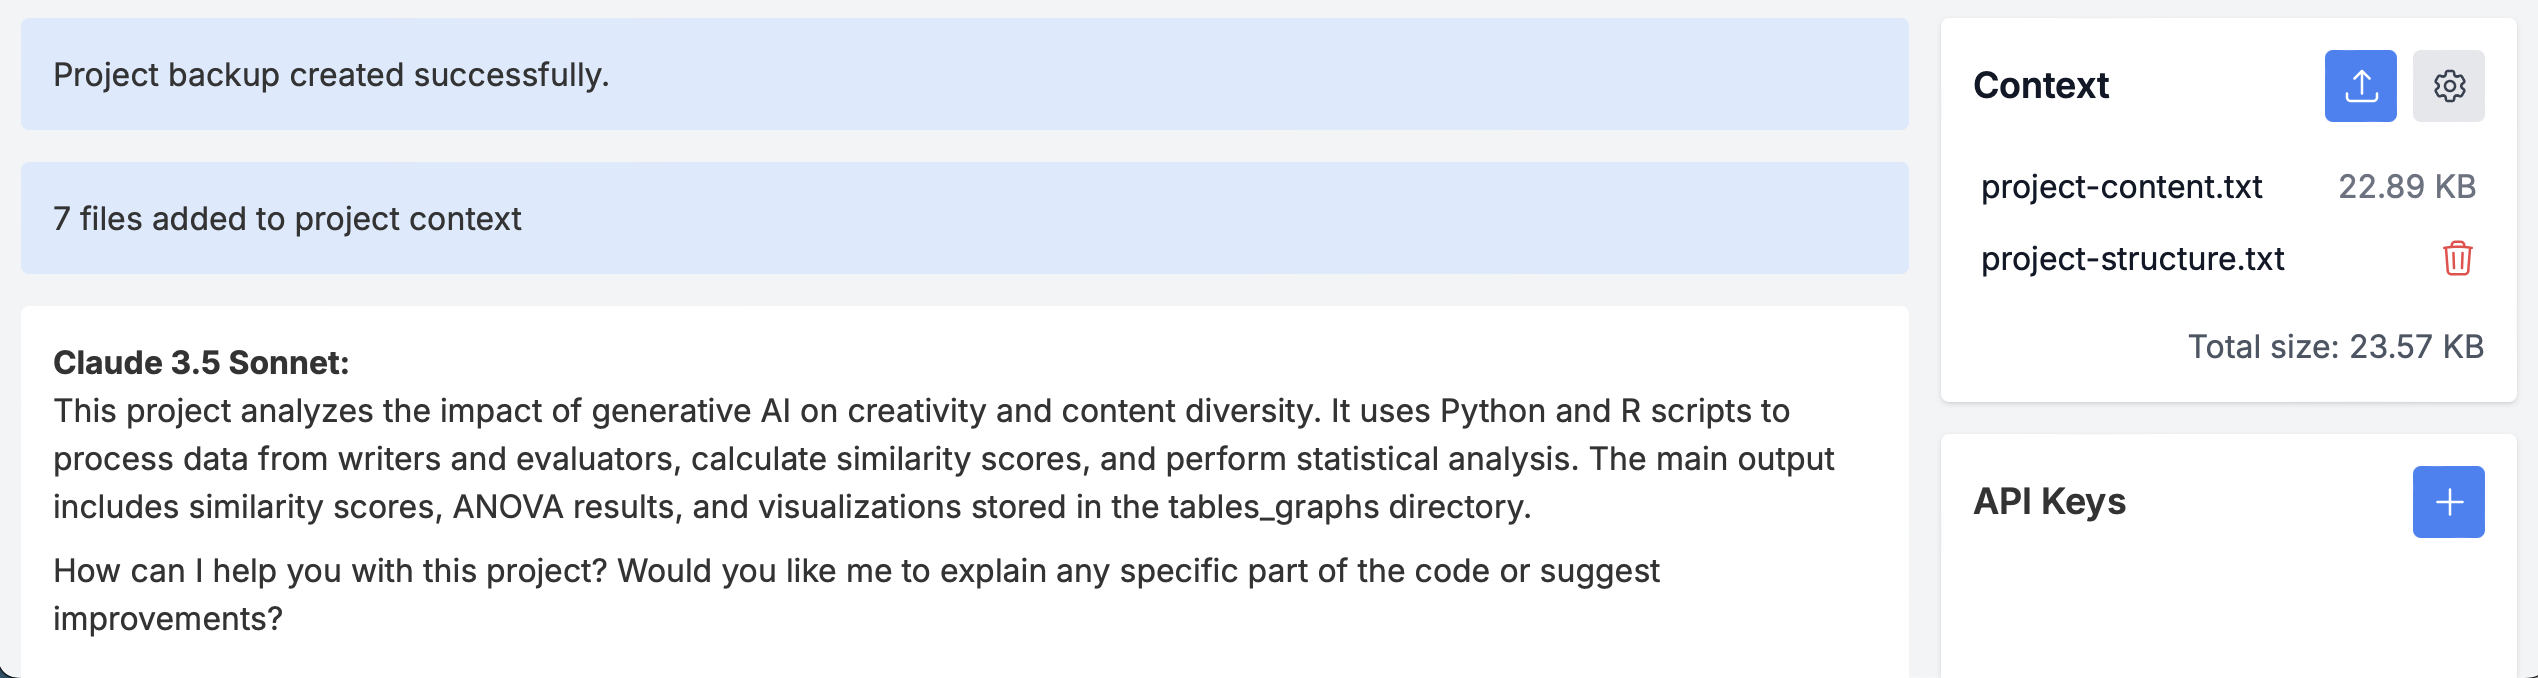 Project backup created successfully.
7 files added to project context
Claude 3.5 Sonnet:
This project analyzes the impact of generative AI on creativity and content diversity. It uses Python and R scripts to
process data from writers and evaluators, calculate similarity scores, and perform statistical analysis. The main output
includes similarity scores, ANOVA results, and visualizations stored in the tables_graphs directory.
How can I help you with this project? Would you like me to explain any specific part of the code or suggest
improvements?
Context
project-content.txt 22.89 KB
project-structure.txt
Total size: 23.57 KB
API Keys